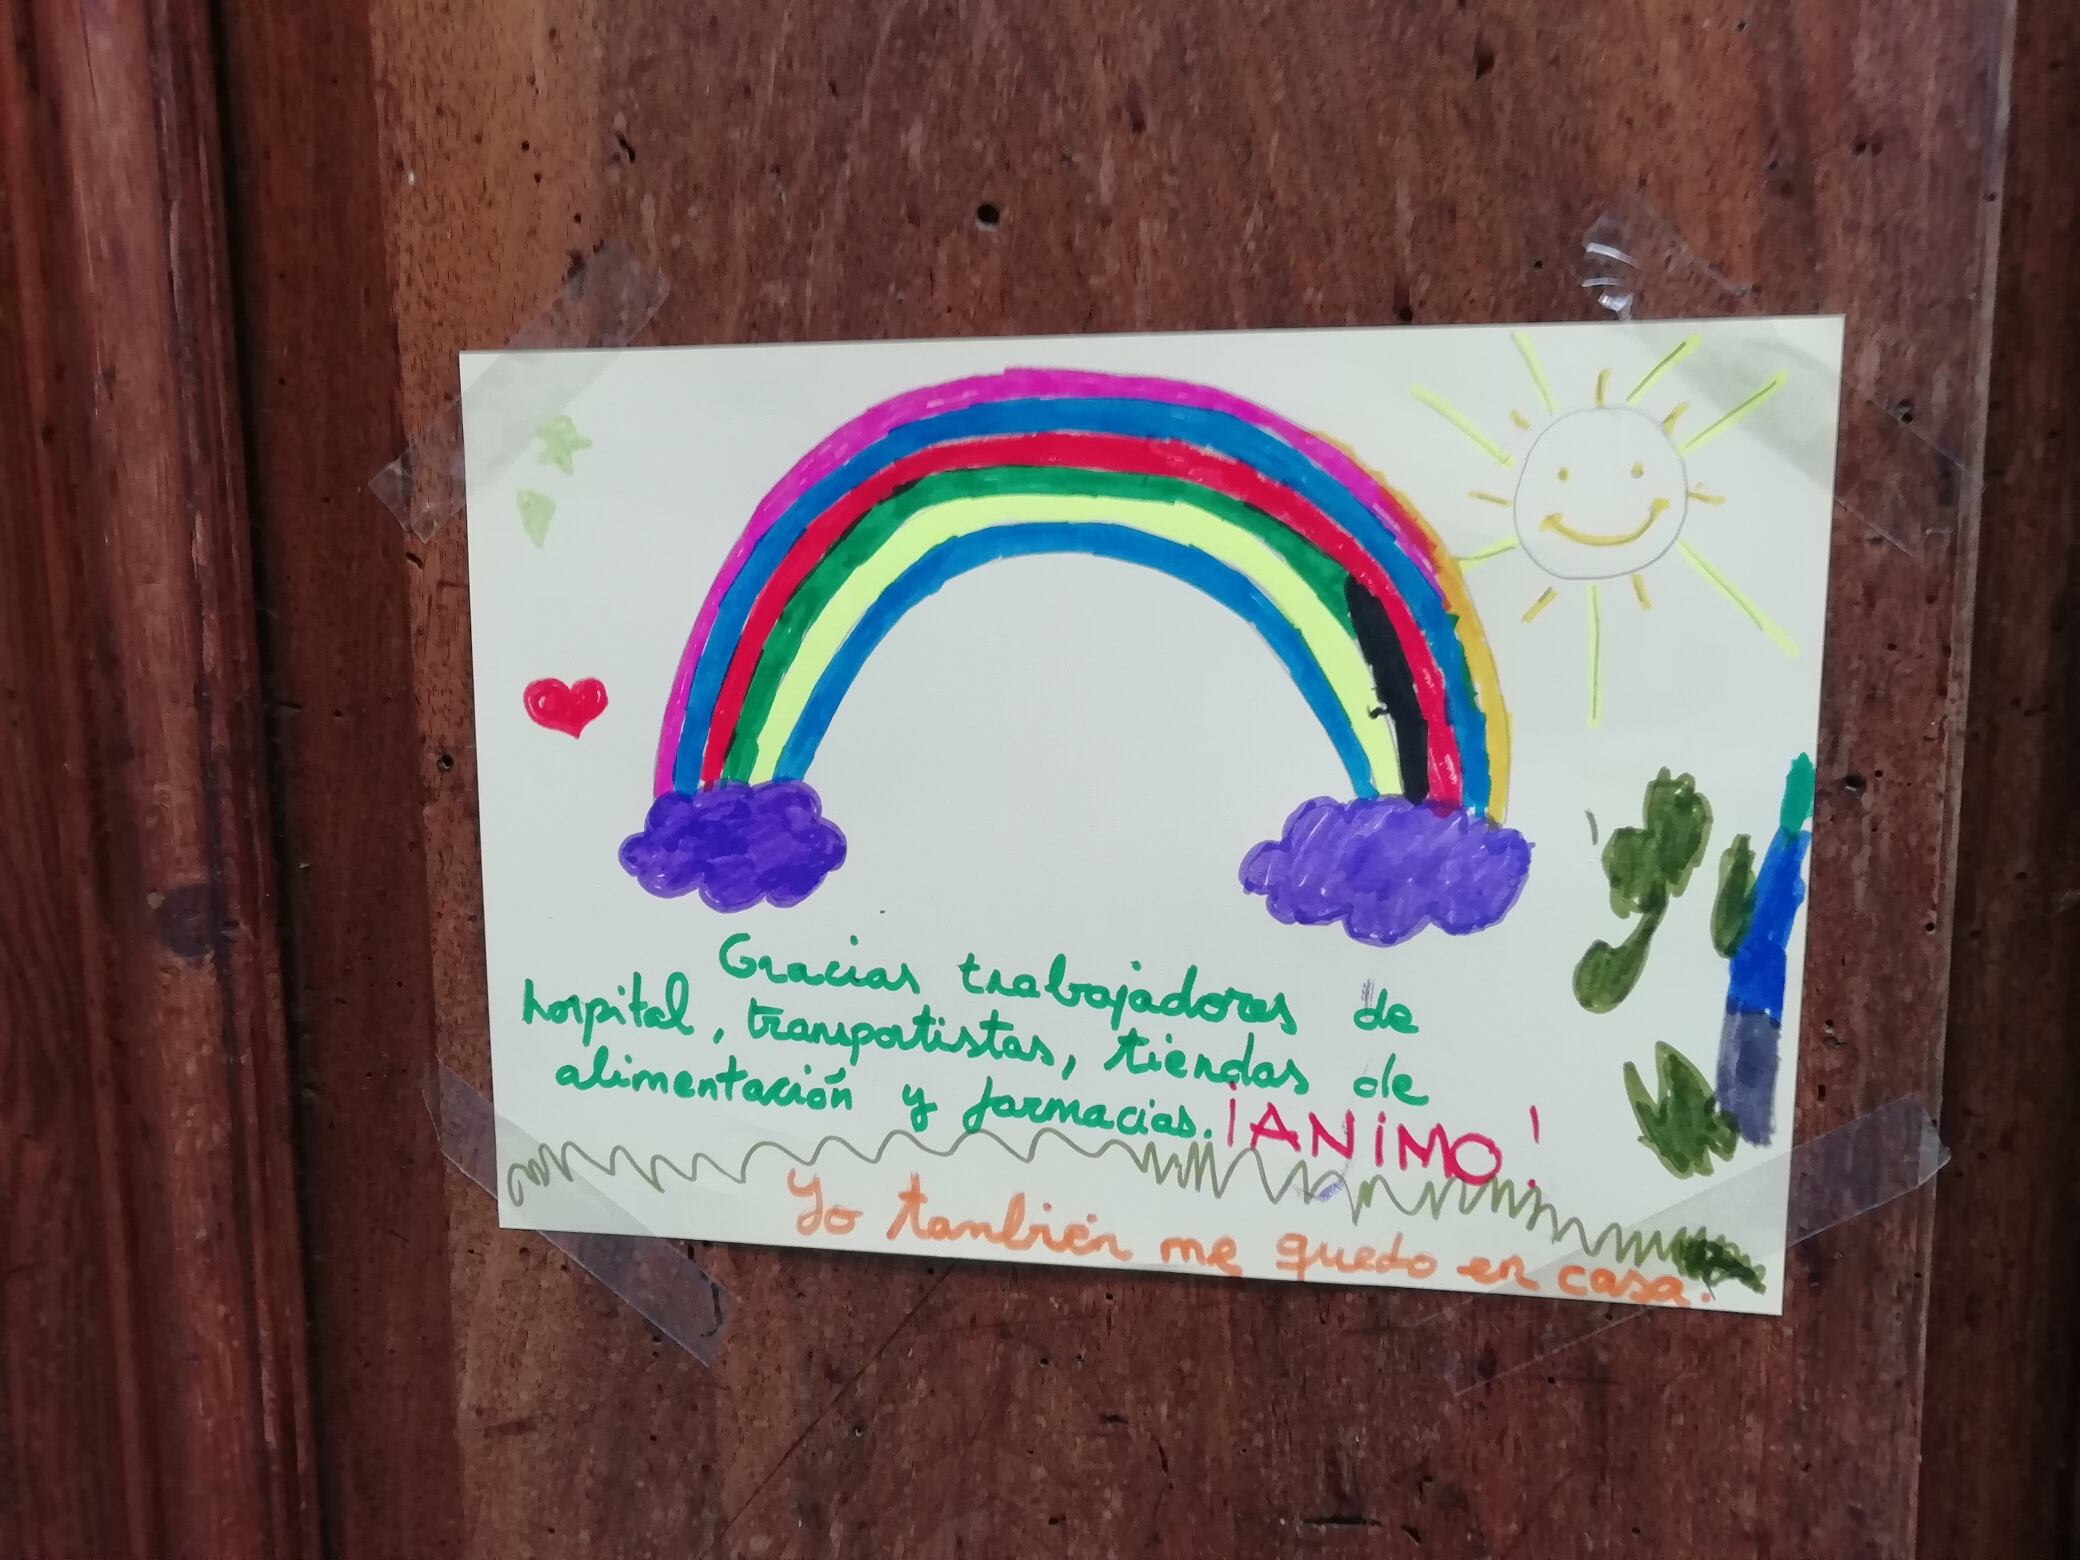 Gracias trabajadores de
hospital, transportistas, tiendas de
alimentación y farmacias. ¡ANIMO!
Yo también me quedo en casa.